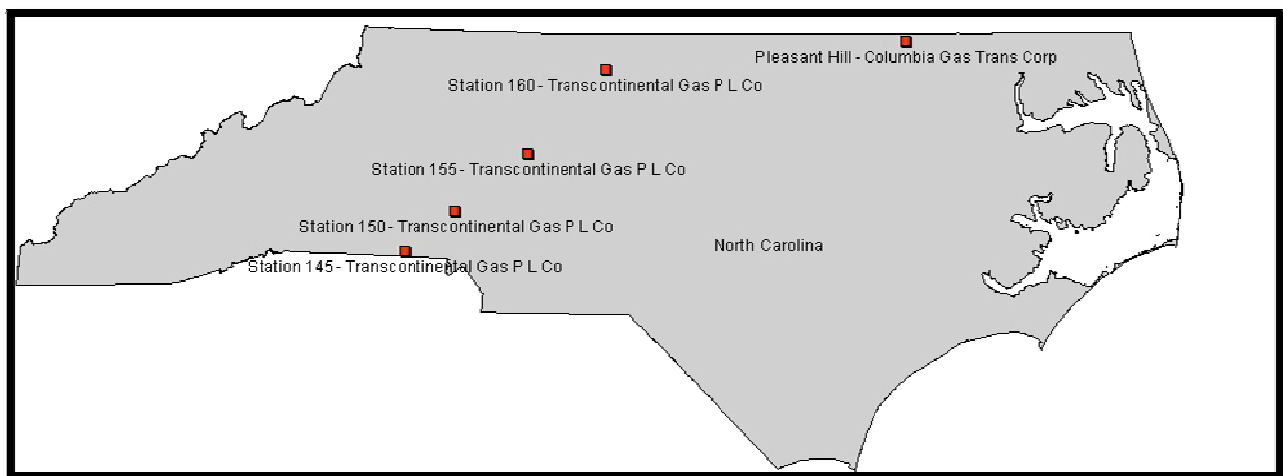 Pleasant Hill - Columbia Gas Trans Corp
Station 160 - Transcontinental Gas P L Co
Station 155 - Transcontinental Gas P L Co
Station 150 - Transcontinental Gas P L Co
North Carolina
Station 145 - Transcontinental Gas P L Co